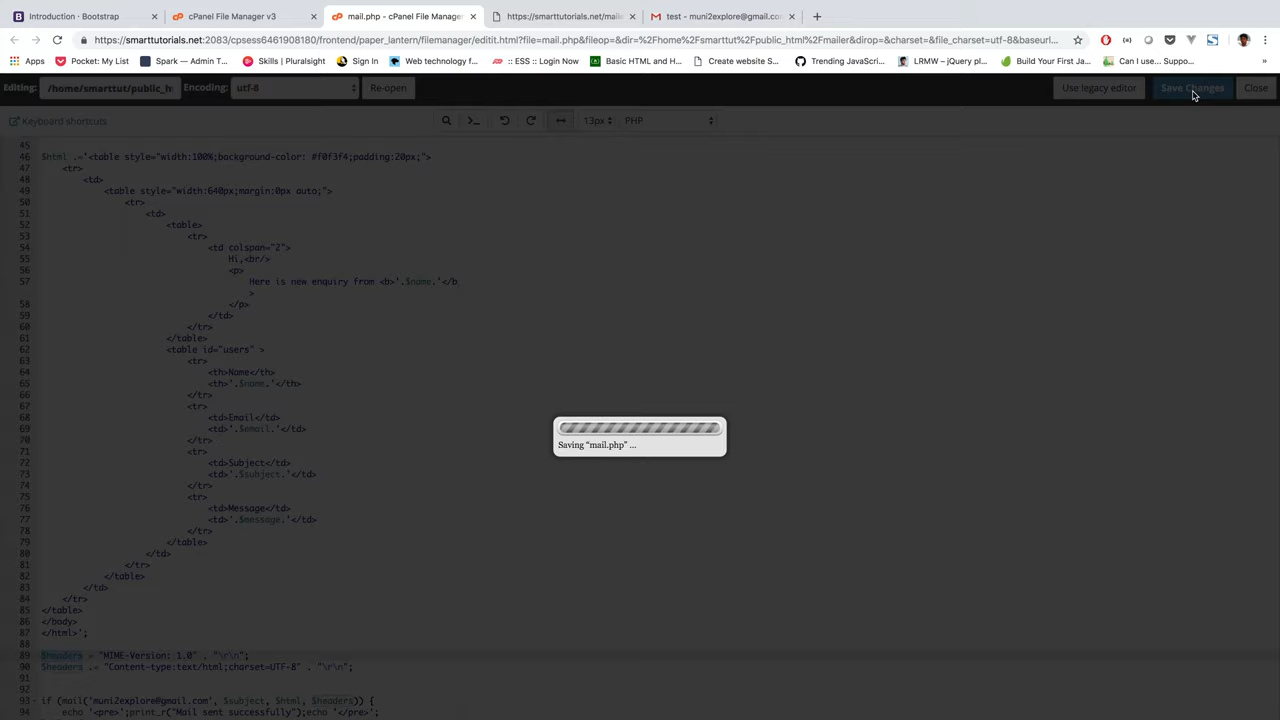 Introduction · Bootstrap
cPanel File Manager v3
mail.php - cPanel File Manager
https://smarttutorials.net/maile
test - muni2explore@gmail.co
https://smarttutorials.net:2083/cpsess6461908180/frontend/paper_lantern/filemanager/editit.html?file=mail.php&fileop=&dir=%2Fhome%2Fsmarttut%2Fpublic_html%2Fmailer&dirop=&charset=&file_charset=utf-8&baseurl...
Apps Pocket: My List Spark — Admin T... Skills | Pluralsight Sign In Web technology f... :: ESS :: Login Now Basic HTML and H... Create website S... Trending JavaScri... LRMW – jQuery pl... Build Your First Ja... Can I use... Suppo... »
Editing: /home/smarttut/public_h Encoding: utf-8 Re-open Use legacy editor Save Changes Close
Keyboard shortcuts 13px PHP
45
46 $html .='<table style="width:100%;background-color: #f0f3f4;padding:20px;">
47 <tr>
48 <td>
49 <table style="width:640px;margin:0px auto;">
50 <tr>
51 <td>
52 <table>
53 <tr>
54 <td colspan="2">
55 Hi,<br/>
56 <p>
57 Here is new enquiry from <b>'.$name.'</b
>
58 </p>
59 </td>
60 </tr>
61 </table>
62 <table id="users" >
63 <tr>
64 <th>Name</th>
65 <th>'.$name.'</th>
66 </tr>
67 <tr>
68 <td>Email</td>
69 <td>'.$email.'</td>
70 </tr>
71 <tr>
72 <td>Subject</td>
73 <td>'.$subject.'</td>
74 </tr>
75 <tr>
76 <td>Message</td>
77 <td>'.$message.'</td>
78 </tr>
79 </table>
80 </td>
81 </tr>
82 </table>
83 </td>
84 </tr>
85 </table>
86 </body>
87 </html>';
88
89 $headers = "MIME-Version: 1.0" . "\r\n";
90 $headers .= "Content-type:text/html;charset=UTF-8" . "\r\n";
91
92
93 if (mail('muni2explore@gmail.com', $subject, $html, $headers)) {
94 echo '<pre>';print_r("Mail sent successfully");echo '</pre>';
Saving “mail.php” ...